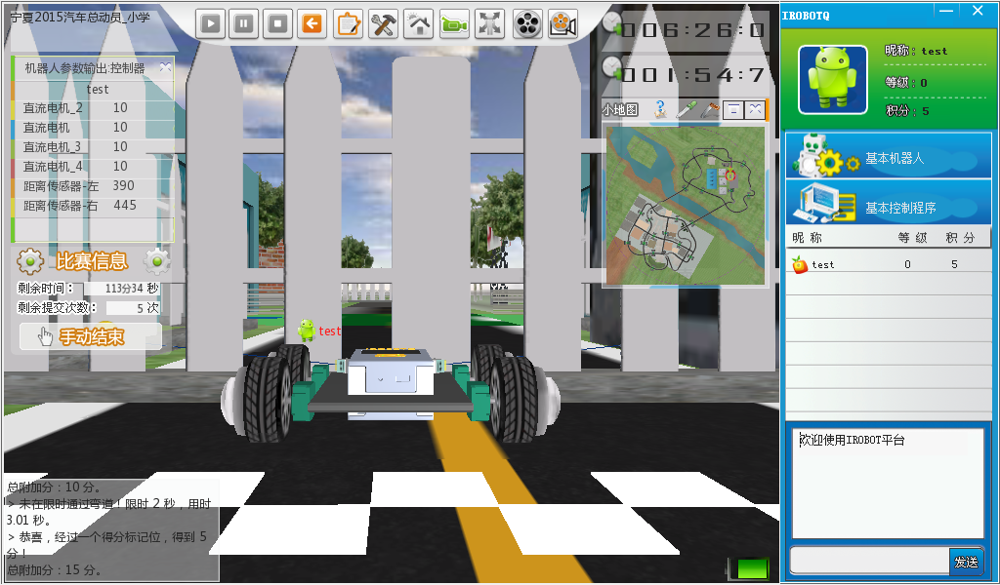 宁夏2015汽车总动员_小学
006:26:0
001:54:7
机器人参数输出:控制器
test
直流电机_2 10
直流电机 10
直流电机_3 10
直流电机_4 10
距离传感器-左 390
距离传感器-右 445
比赛信息
剩余时间： 113分34 秒
剩余提交次数： 5 次
手动结束
小地图
test
总附加分：10 分。
> 未在限时通过弯道！限时 2 秒，用时
3.01 秒。
> 恭喜，经过一个得分标记位，得到 5
分！
总附加分：15 分。
IROBOTQ
昵称：test
等级：0
积分：5
基本机器人
基本控制程序
昵 称 等 级 积 分
test 0 5
欢迎使用IROBOT平台
发送